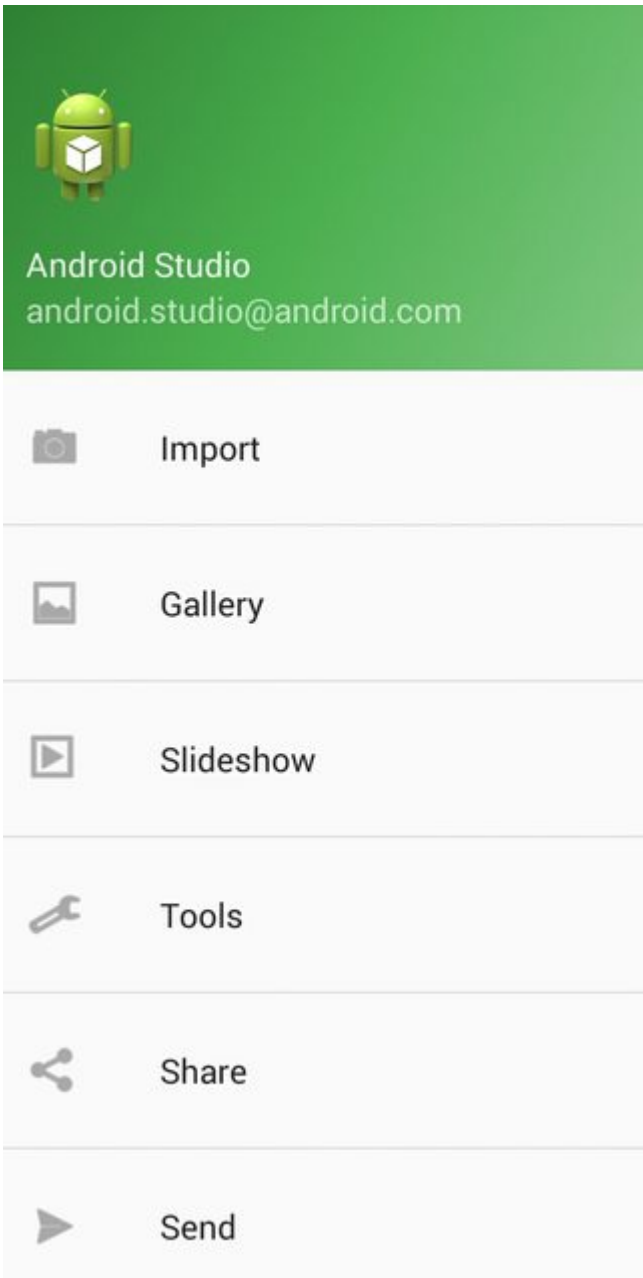 Android Studio
android.studio@android.com
Import
Gallery
Slideshow
Tools
Share
Send